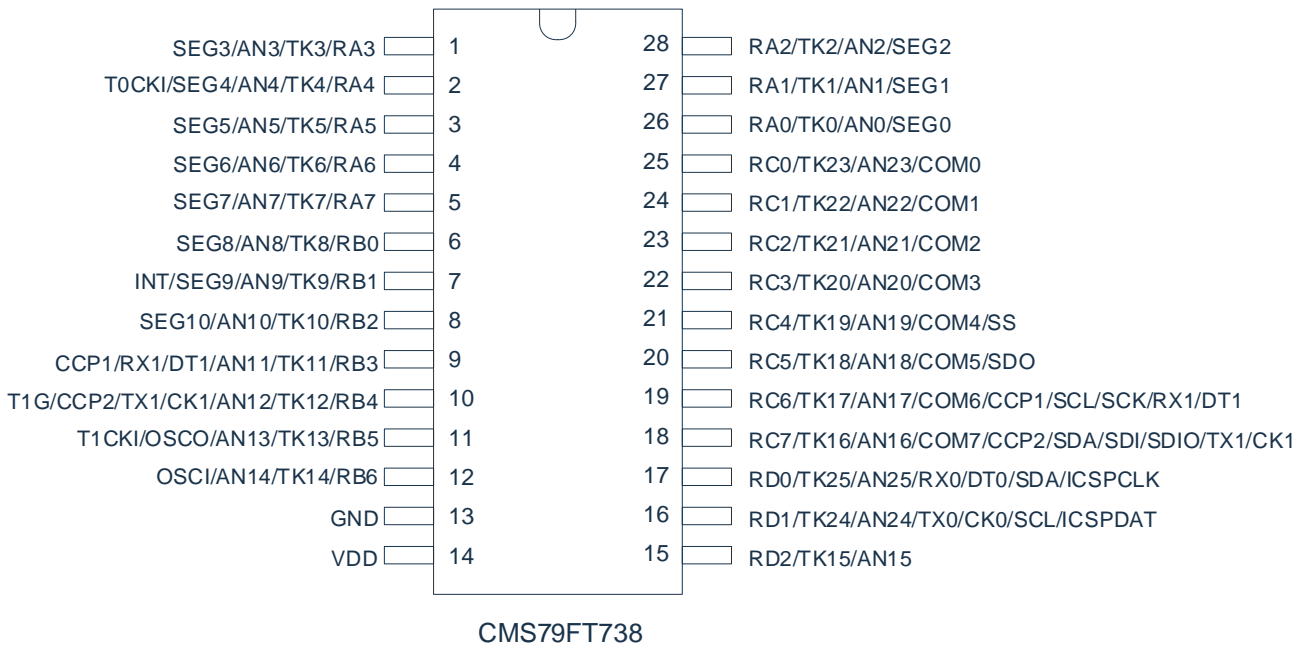 SEG3/AN3/TK3/RA3 1 28 RA2/TK2/AN2/SEG2
T0CKI/SEG4/AN4/TK4/RA4 2 27 RA1/TK1/AN1/SEG1
SEG5/AN5/TK5/RA5 3 26 RA0/TK0/AN0/SEG0
SEG6/AN6/TK6/RA6 4 25 RC0/TK23/AN23/COM0
SEG7/AN7/TK7/RA7 5 24 RC1/TK22/AN22/COM1
SEG8/AN8/TK8/RB0 6 23 RC2/TK21/AN21/COM2
INT/SEG9/AN9/TK9/RB1 7 22 RC3/TK20/AN20/COM3
SEG10/AN10/TK10/RB2 8 21 RC4/TK19/AN19/COM4/SS
CCP1/RX1/DT1/AN11/TK11/RB3 9 20 RC5/TK18/AN18/COM5/SDO
T1G/CCP2/TX1/CK1/AN12/TK12/RB4 10 19 RC6/TK17/AN17/COM6/CCP1/SCL/SCK/RX1/DT1
T1CKI/OSCO/AN13/TK13/RB5 11 18 RC7/TK16/AN16/COM7/CCP2/SDA/SDI/SDIO/TX1/CK1
OSCI/AN14/TK14/RB6 12 17 RD0/TK25/AN25/RX0/DT0/SDA/ICSPCLK
GND 13 16 RD1/TK24/AN24/TX0/CK0/SCL/ICSPDAT
VDD 14 15 RD2/TK15/AN15
CMS79FT738